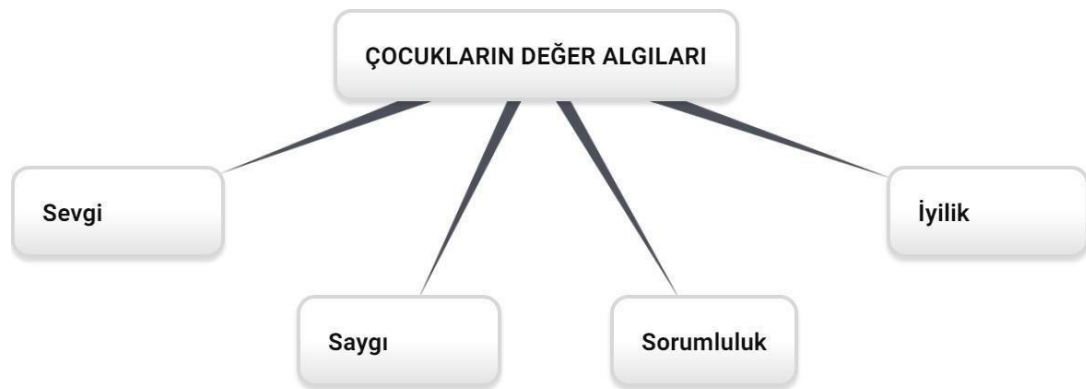 ÇOCUKLARIN DEĞER ALGILARI
Sevgi
İyilik
Saygı
Sorumluluk